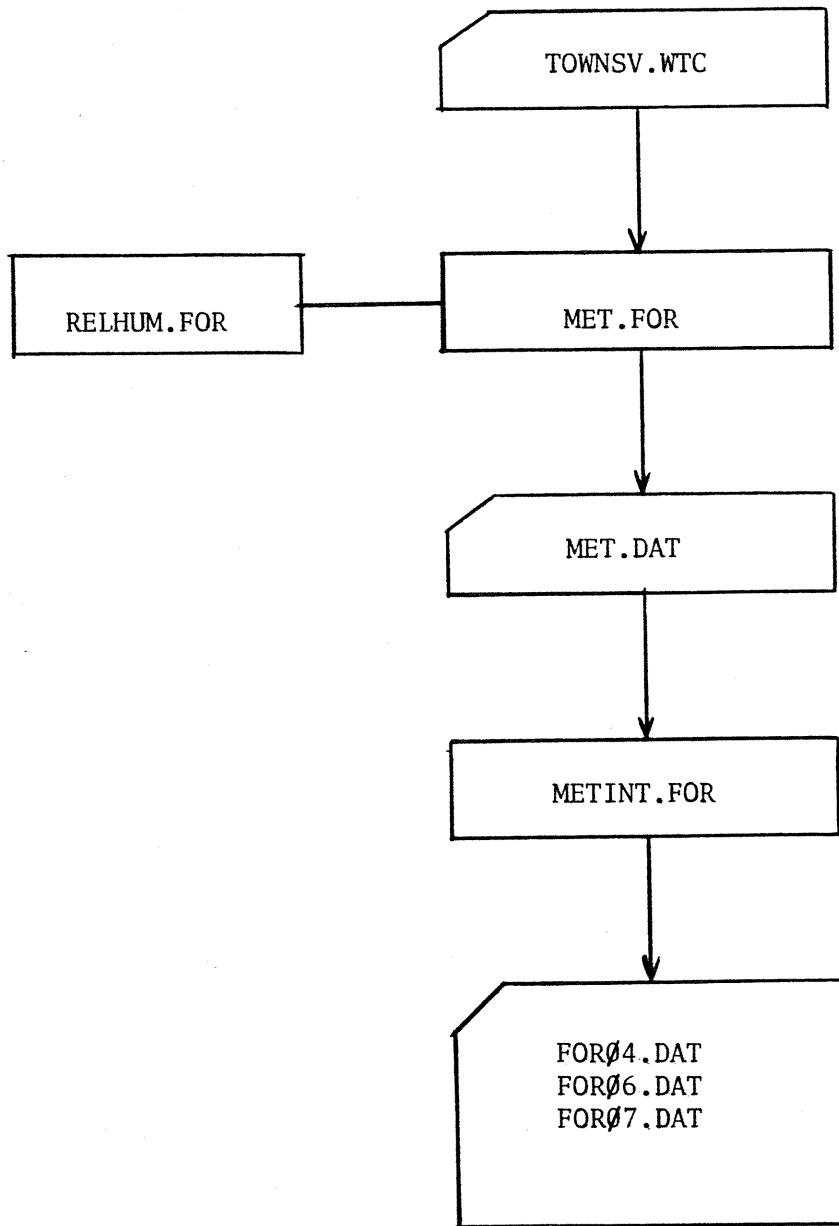 TOWNSV.WTC
RELHUM.FOR
MET.FOR
MET.DAT
METINT.FOR
FORØ4.DAT
FORØ6.DAT
FORØ7.DAT